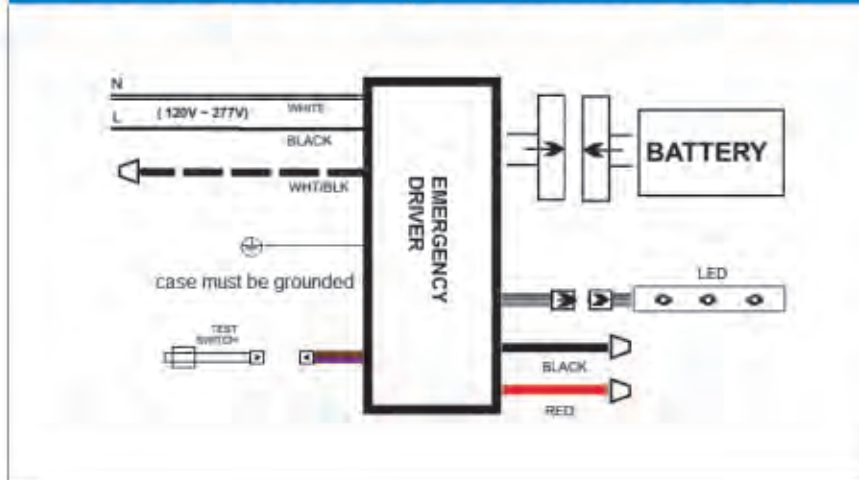 N
( 120V ~ 277V)
WHITE
L
BLACK
WHT/BLK
case must be grounded
TEST
SWITCH
EMERGENCY
DRIVER
BATTERY
LED
BLACK
RED